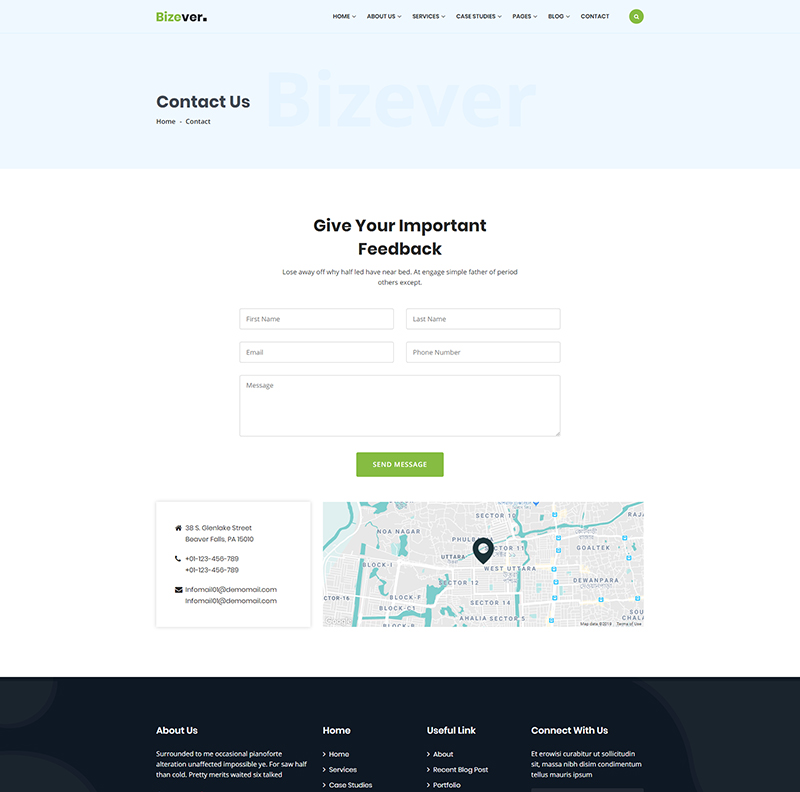 Bizever.
HOME ABOUT US SERVICES CASE STUDIES PAGES BLOG CONTACT
Bizever
Contact Us
Home - Contact
Give Your Important
Feedback
Lose away off why half led have near bed. At engage simple father of period
others except.
First Name
Last Name
Email
Phone Number
Message
SEND MESSAGE
38 S. Glenlake Street
Beaver Falls, PA 15010
+01-123-456-789
+01-123-456-789
Infomail01@demomail.com
Infomail01@demomail.com
SECTOR 10
RAJ
NOA NAGAR
PHULB
SECTOR 11
GOALTEK
UTTARA
BLOCK-I
WEST UTTARA
SECTOR 12
DEWANPARA
CTOR-16
BLOCK-F
SECTOR 14
BLOCK-C1
SOU
CHALA
AHALIA
SECTOR 5
BLOCK-B
Google
Map data ©2019 Terms of Use
About Us
Surrounded to me occasional pianoforte
alteration unaffected impossible ye. For saw half
than cold. Pretty merits waited six talked
Home
Home
Services
Case Studies
Useful Link
About
Recent Blog Post
Portfolio
Connect With Us
Et erowisi curabitur ut sollicitudin
sit, massa nibh disim condimentum
tellus mauris ipsum